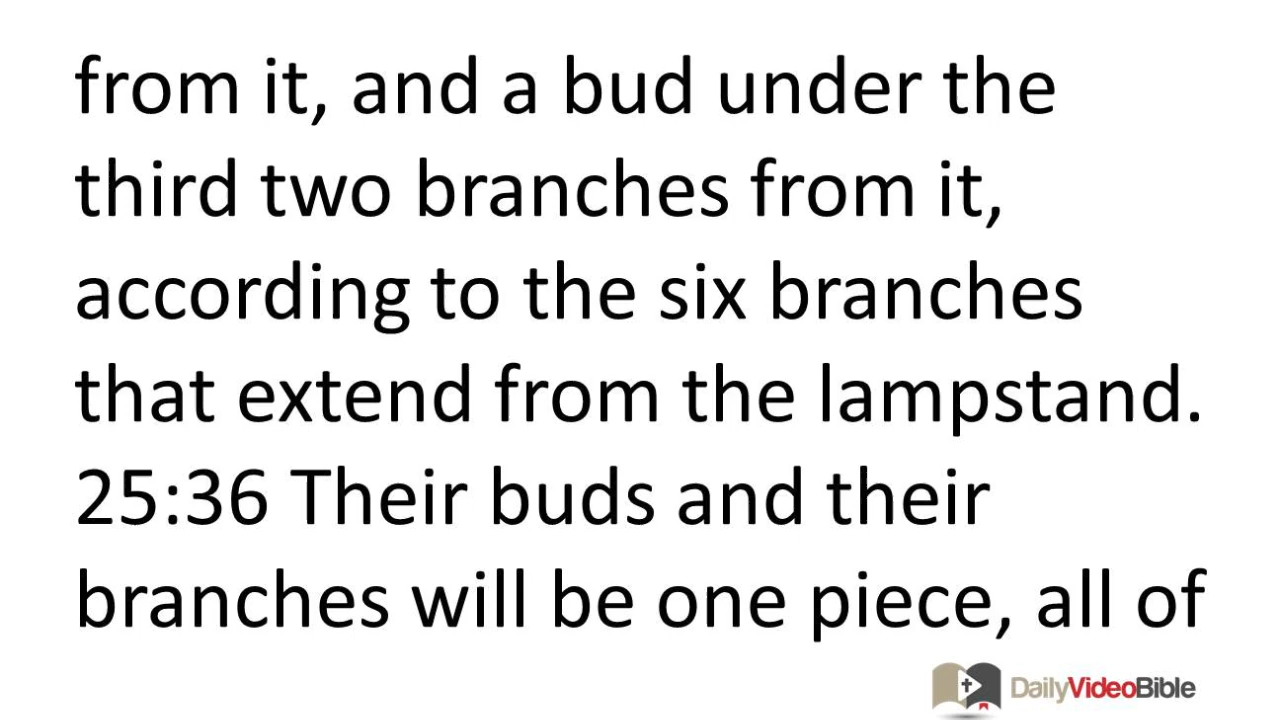 from it, and a bud under the
third two branches from it,
according to the six branches
that extend from the lampstand.
25:36 Their buds and their
branches will be one piece, all of
DailyVideoBible